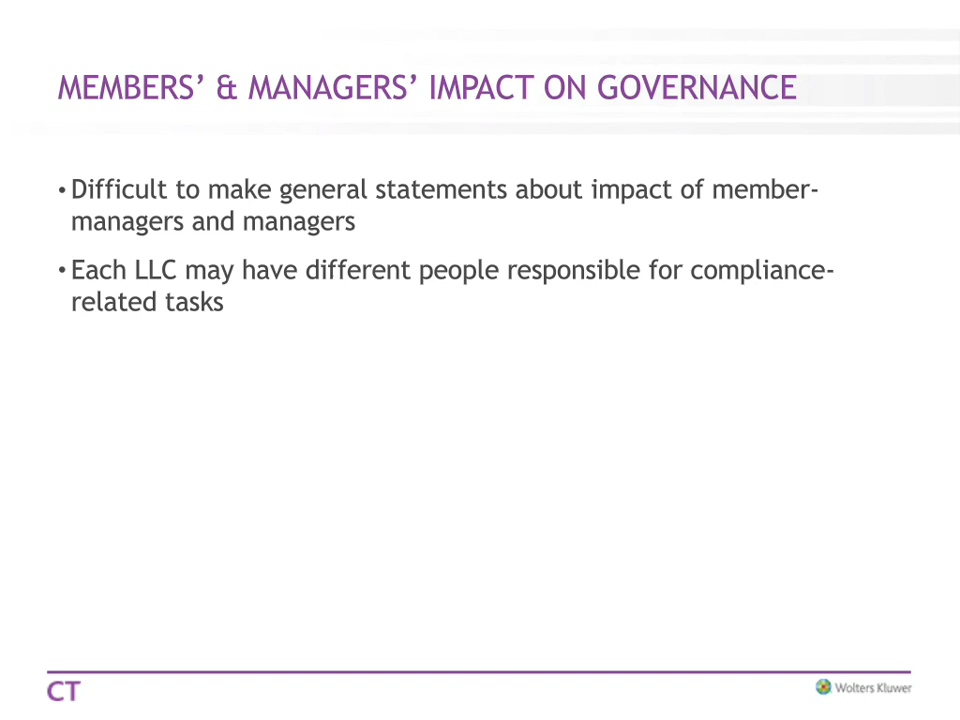 MEMBERS’ & MANAGERS’ IMPACT ON GOVERNANCE
• Difficult to make general statements about impact of member-
managers and managers
• Each LLC may have different people responsible for compliance-
related tasks
CT
Wolters Kluwer